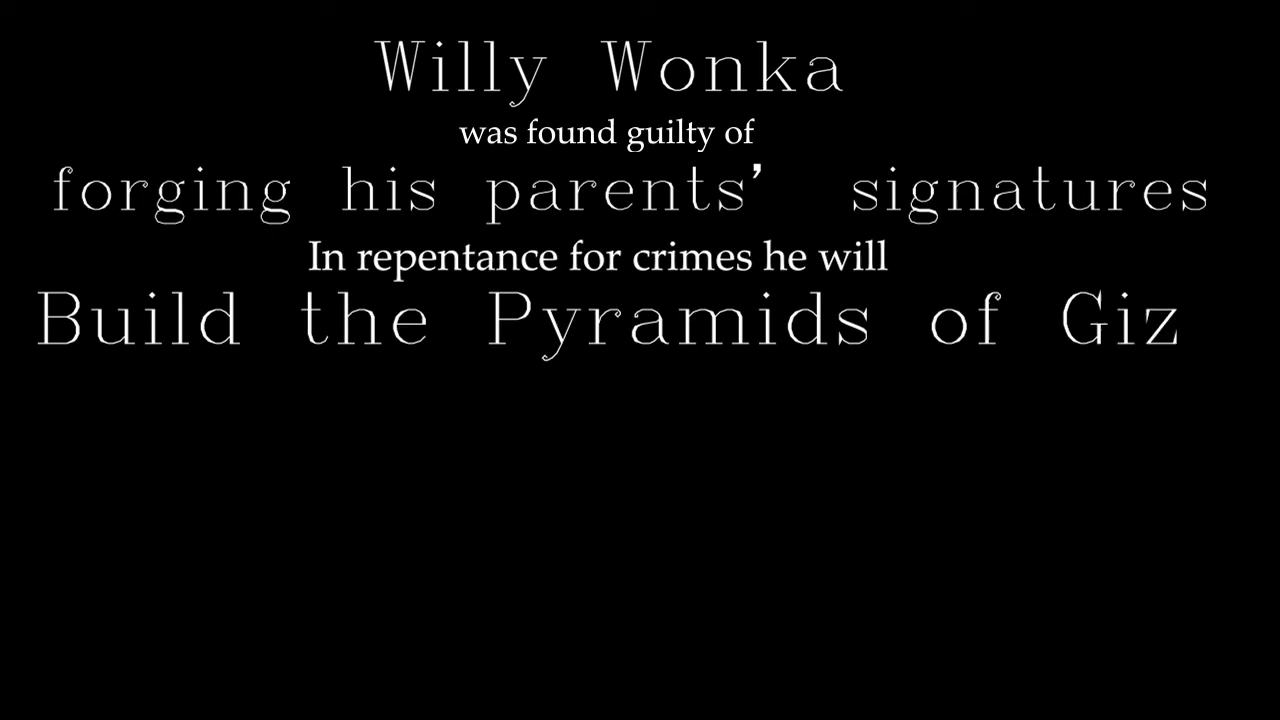 Willy Wonka
was found guilty of
forging his parents’ signatures
In repentance for crimes he will
Build the Pyramids of Giz